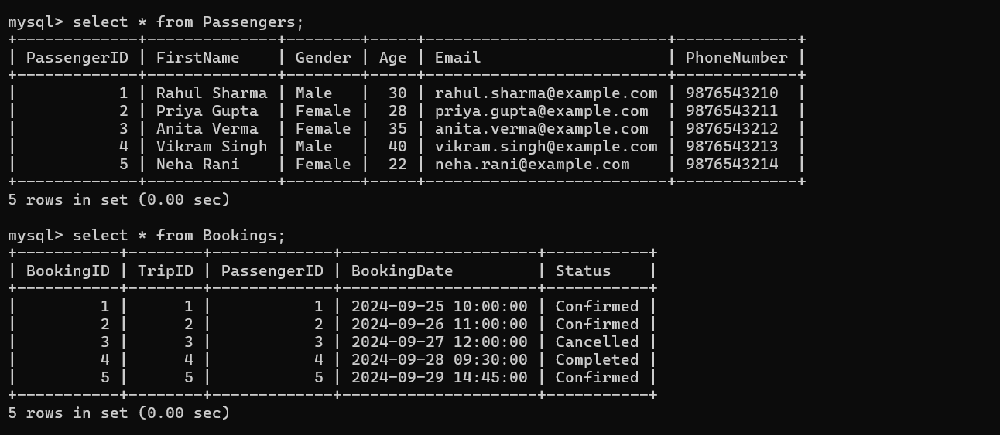 mysql> select * from Passengers;
+-------------+--------------+--------+-----+--------------------------+-------------+
| PassengerID | FirstName    | Gender | Age | Email                    | PhoneNumber |
+-------------+--------------+--------+-----+--------------------------+-------------+
|           1 | Rahul Sharma | Male   |  30 | rahul.sharma@example.com | 9876543210  |
|           2 | Priya Gupta  | Female |  28 | priya.gupta@example.com  | 9876543211  |
|           3 | Anita Verma  | Female |  35 | anita.verma@example.com  | 9876543212  |
|           4 | Vikram Singh | Male   |  40 | vikram.singh@example.com | 9876543213  |
|           5 | Neha Rani    | Female |  22 | neha.rani@example.com    | 9876543214  |
+-------------+--------------+--------+-----+--------------------------+-------------+
5 rows in set (0.00 sec)

mysql> select * from Bookings;
+-----------+--------+-------------+---------------------+-----------+
| BookingID | TripID | PassengerID | BookingDate         | Status    |
+-----------+--------+-------------+---------------------+-----------+
|         1 |      1 |           1 | 2024-09-25 10:00:00 | Confirmed |
|         2 |      2 |           2 | 2024-09-26 11:00:00 | Confirmed |
|         3 |      3 |           3 | 2024-09-27 12:00:00 | Cancelled |
|         4 |      4 |           4 | 2024-09-28 09:30:00 | Completed |
|         5 |      5 |           5 | 2024-09-29 14:45:00 | Confirmed |
+-----------+--------+-------------+---------------------+-----------+
5 rows in set (0.00 sec)